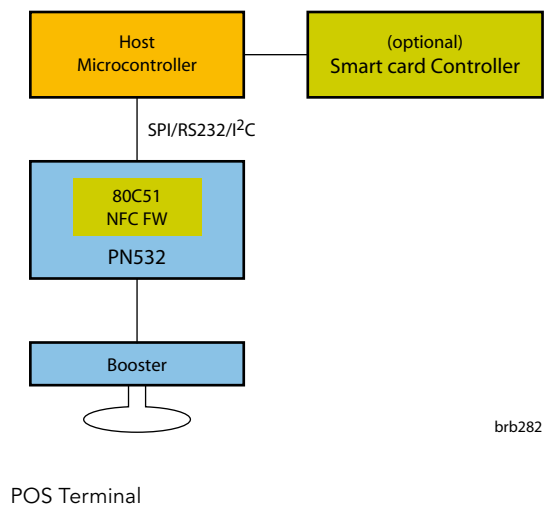 Host
Microcontroller
(optional)
Smart card Controller
SPI/RS232/I²C
80C51
NFC FW
PN532
Booster
brb282
POS Terminal